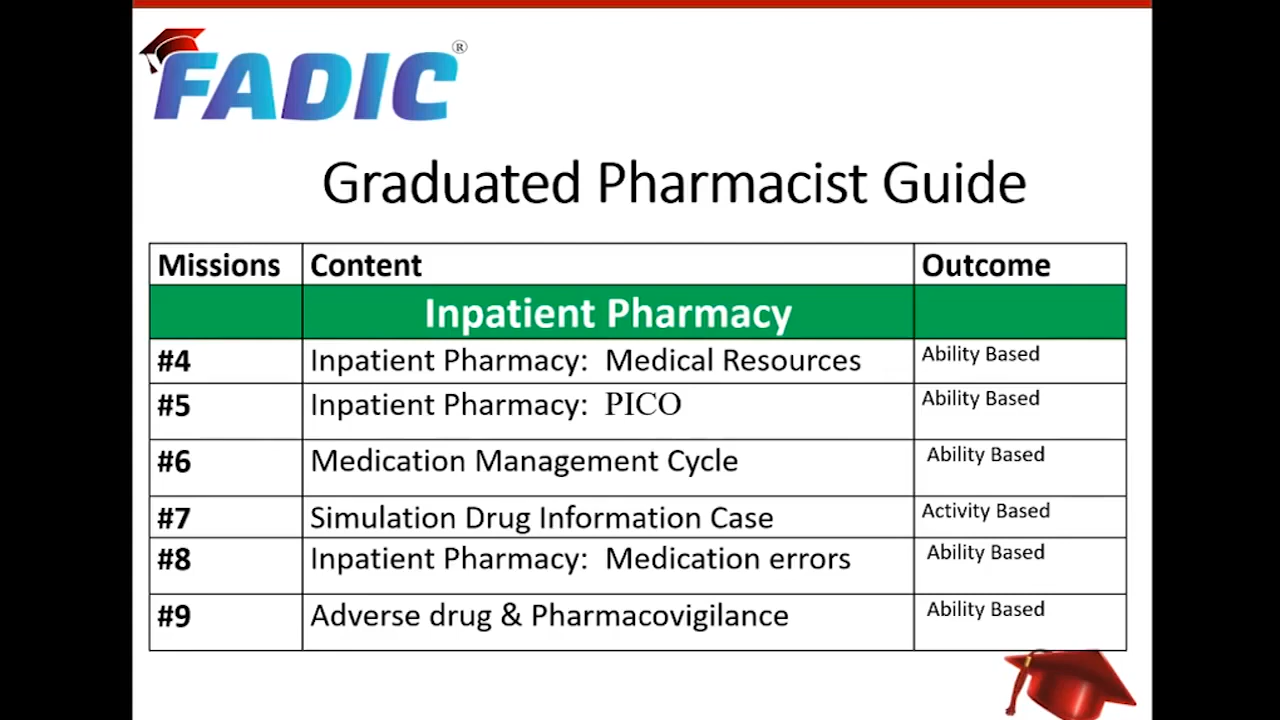 FADIC®
Graduated Pharmacist Guide
Missions Content Outcome
Inpatient Pharmacy
#4 Inpatient Pharmacy: Medical Resources Ability Based
#5 Inpatient Pharmacy: PICO Ability Based
#6 Medication Management Cycle Ability Based
#7 Simulation Drug Information Case Activity Based
#8 Inpatient Pharmacy: Medication errors Ability Based
#9 Adverse drug & Pharmacovigilance Ability Based